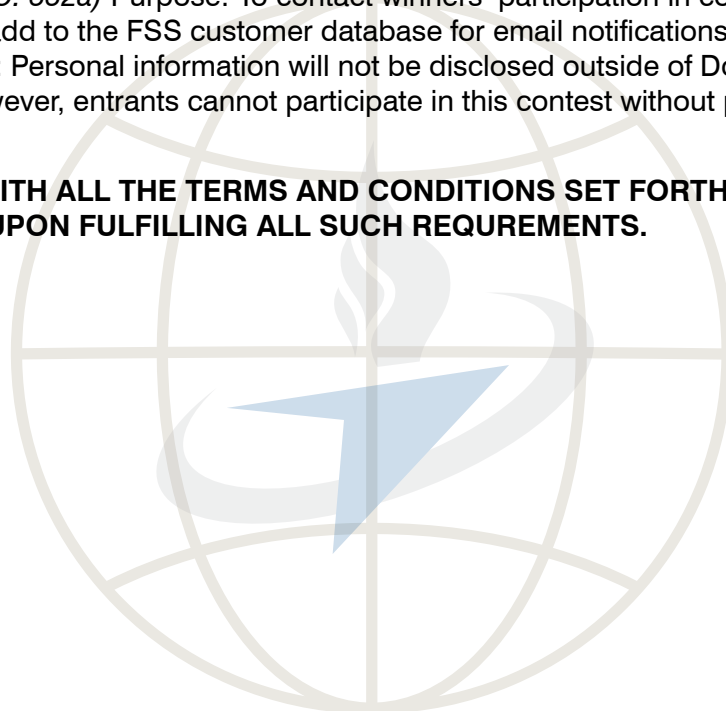 Purpose: To contact winners' participation in
add to the FSS customer database for email notifications
Personal information will not be disclosed outside of
entrants cannot participate in this contest without
ALL THE TERMS AND CONDITIONS SET FORTH
UPON FULFILLING ALL SUCH REQUREMENTS.